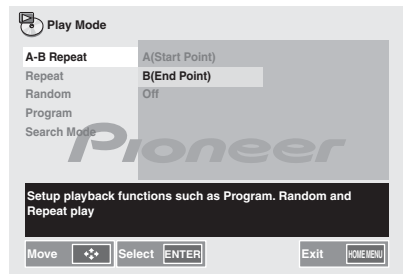 Play Mode
A-B Repeat A(Start Point)
Repeat B(End Point)
Random Off
Program
Search Mode
Pioneer
Setup playback functions such as Program. Random and
Repeat play
Move Select ENTER Exit HOME MENU